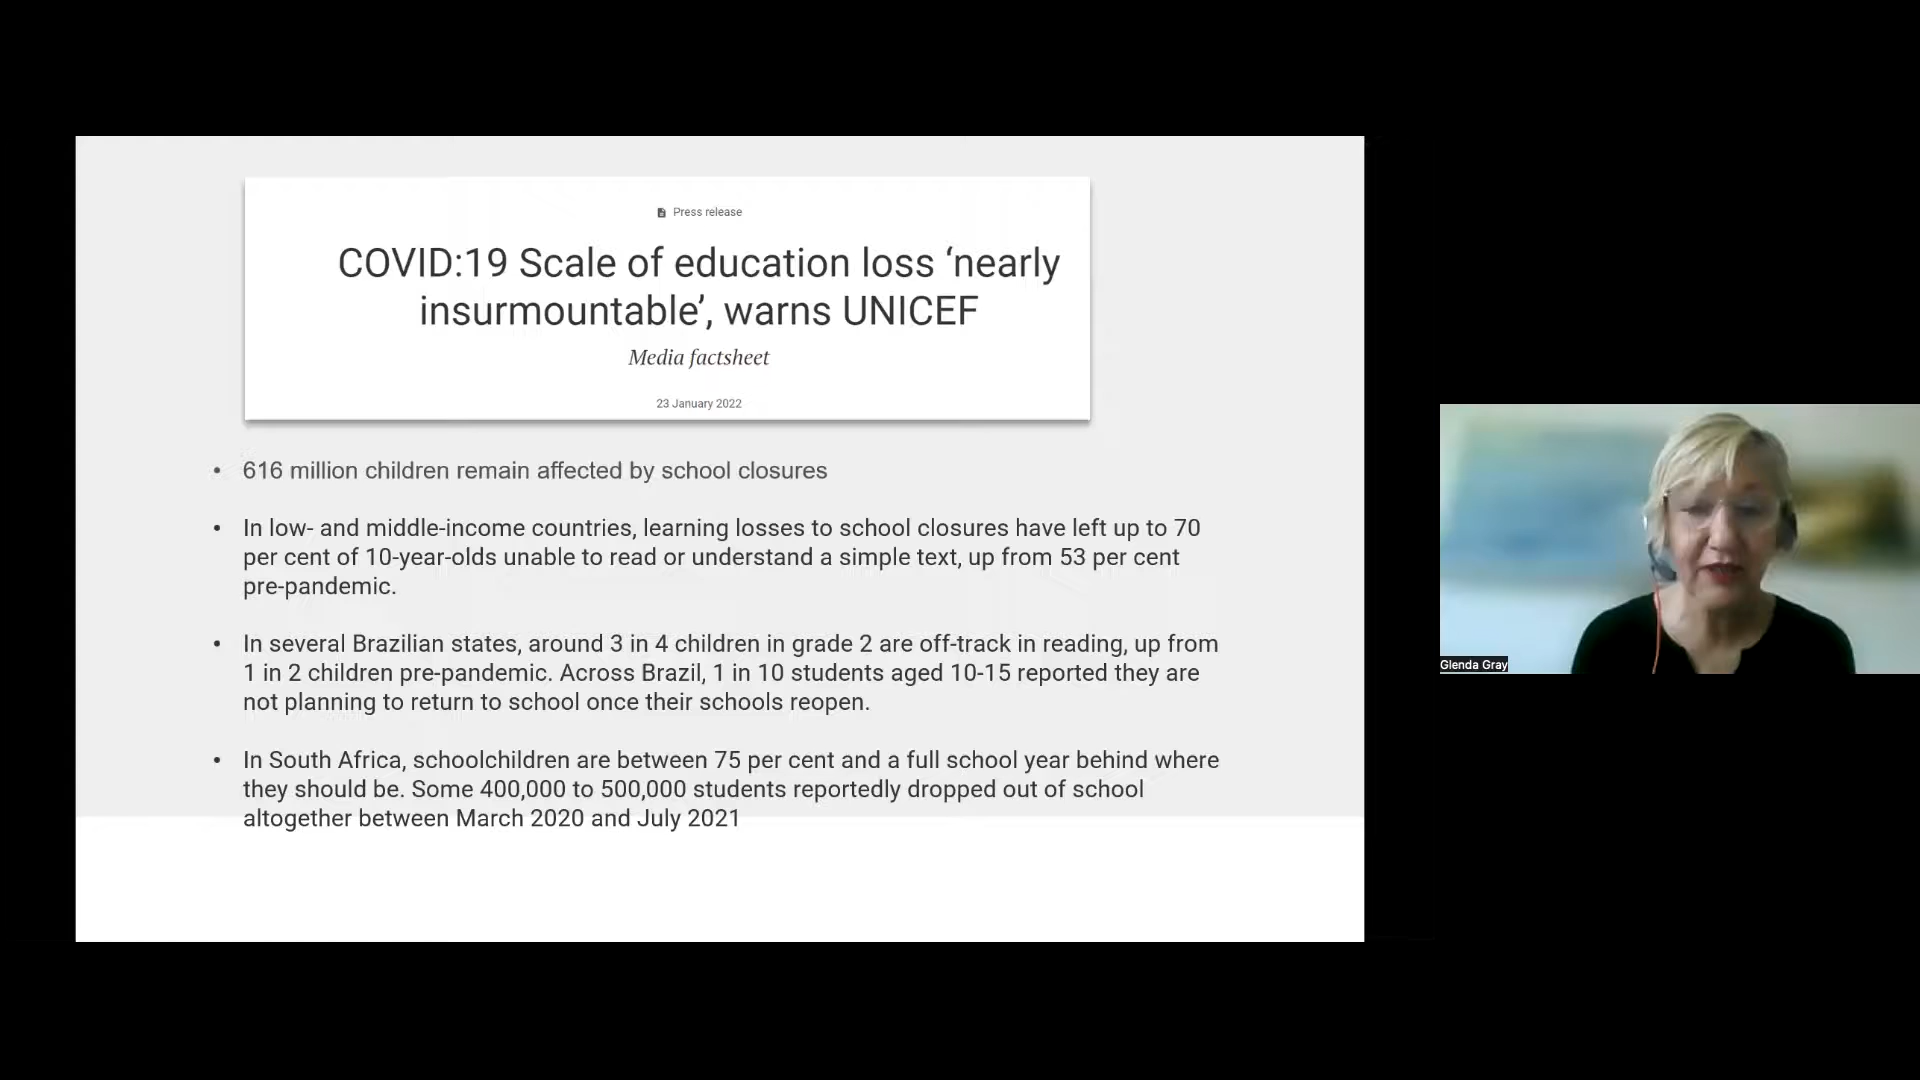 Press release
COVID:19 Scale of education loss ‘nearly
insurmountable’, warns UNICEF
Media factsheet
23 January 2022
• 616 million children remain affected by school closures
• In low- and middle-income countries, learning losses to school closures have left up to 70
per cent of 10-year-olds unable to read or understand a simple text, up from 53 per cent
pre-pandemic.
• In several Brazilian states, around 3 in 4 children in grade 2 are off-track in reading, up from
1 in 2 children pre-pandemic. Across Brazil, 1 in 10 students aged 10-15 reported they are
not planning to return to school once their schools reopen.
• In South Africa, schoolchildren are between 75 per cent and a full school year behind where
they should be. Some 400,000 to 500,000 students reportedly dropped out of school
altogether between March 2020 and July 2021
Glenda Gray